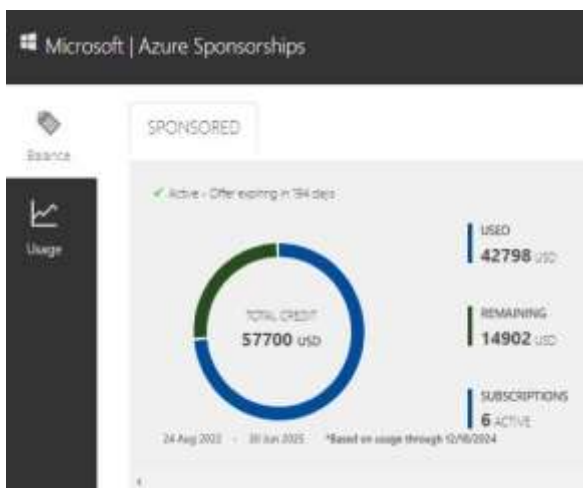 Microsoft | Azure Sponsorships
Balance
SPONSORED
Active - Offer expiring in 194 days
Usage
USED
42798 USD
TOTAL CREDIT
57700 USD
REMAINING
14902 USD
SUBSCRIPTIONS
6 ACTIVE
24 Aug 2022 - 30 Jun 2025 *Based on usage through 12/18/2024